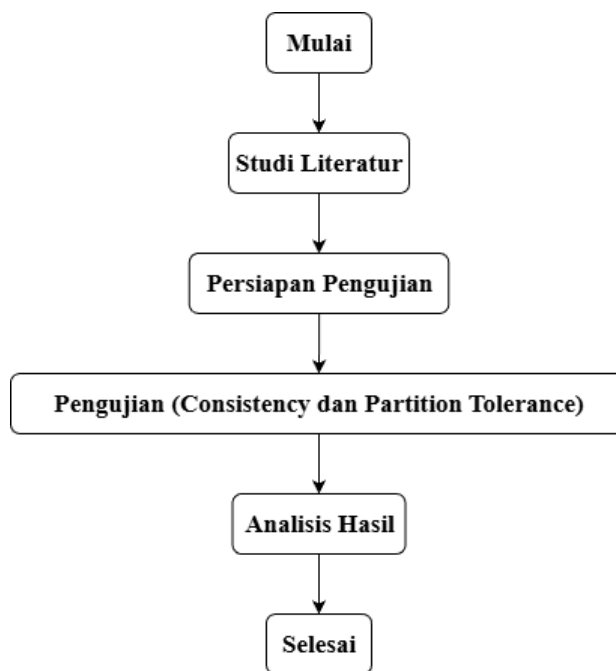 Mulai
Studi Literatur
Persiapan Pengujian
Pengujian (Consistency dan Partition Tolerance)
Analisis Hasil
Selesai